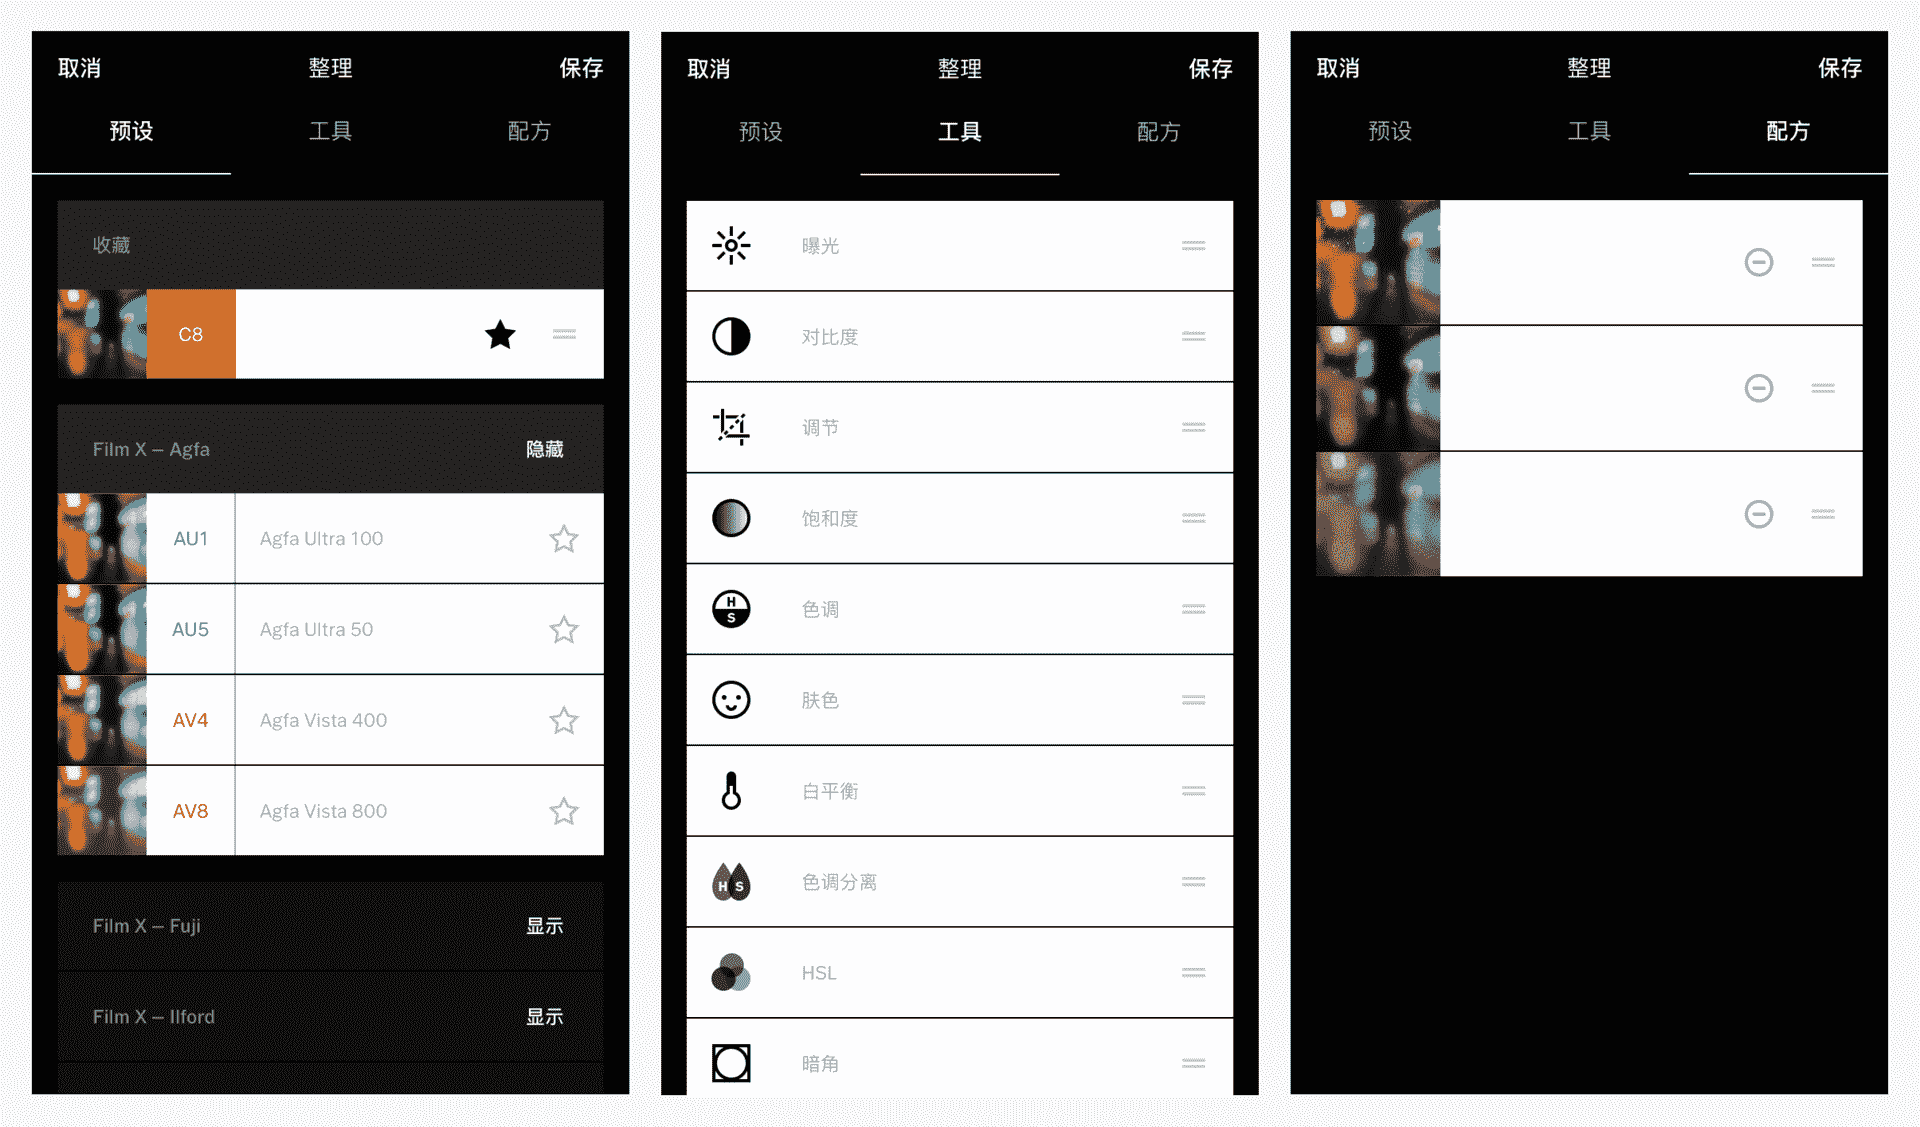 取消 整理 保存
预设 工具 配方
收藏
C8
Film X – Agfa 隐藏
AU1 Agfa Ultra 100
AU5 Agfa Ultra 50
AV4 Agfa Vista 400
AV8 Agfa Vista 800
Film X – Fuji 显示
Film X – Ilford 显示
取消 整理 保存
预设 工具 配方
曝光
对比度
调节
饱和度
H S 色调
肤色
白平衡
H S 色调分离
HSL
暗角
取消 整理 保存
预设 工具 配方